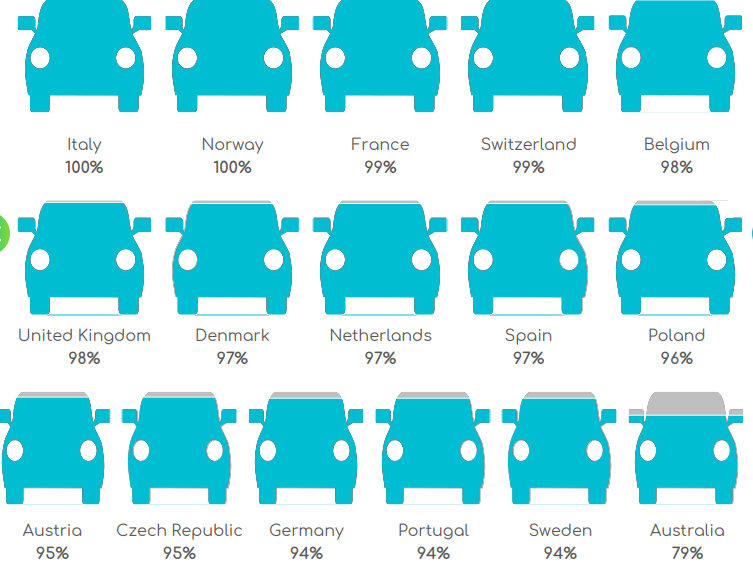 Italy Norway France Switzerland Belgium
100% 100% 99% 99% 98%
United Kingdom Denmark Netherlands Spain Poland
98% 97% 97% 97% 96%
Austria Czech Republic Germany Portugal Sweden Australia
95% 95% 94% 94% 94% 79%